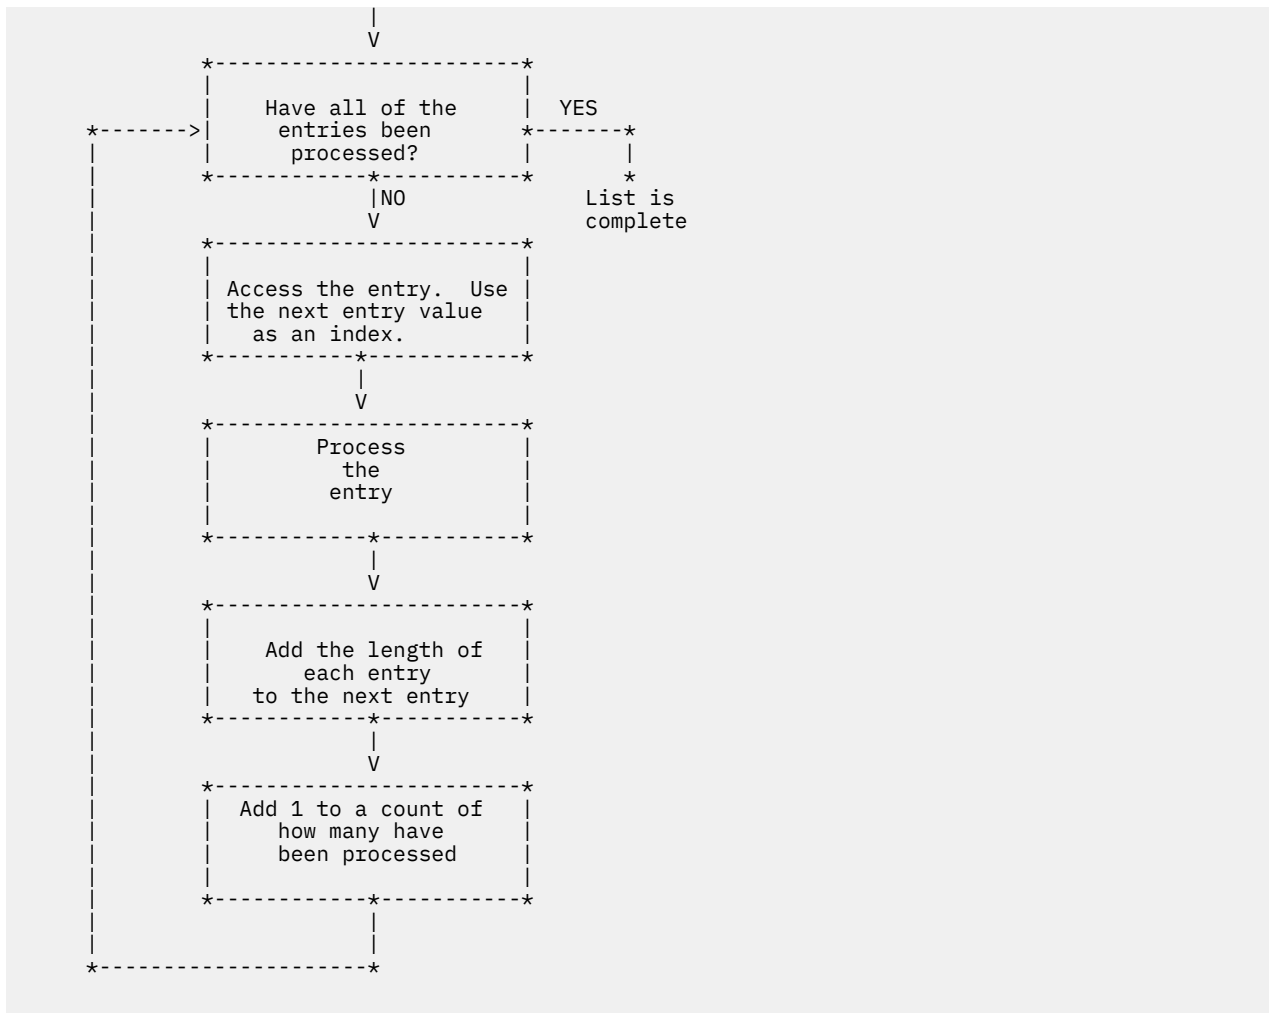 V
Have all of the
YES
entries been
processed?
NO
List is
V
complete
Access the entry.  Use
the next entry value
as an index.
V
Process
the
entry
V
Add the length of
each entry
to the next entry
V
Add 1 to a count of
how many have
been processed